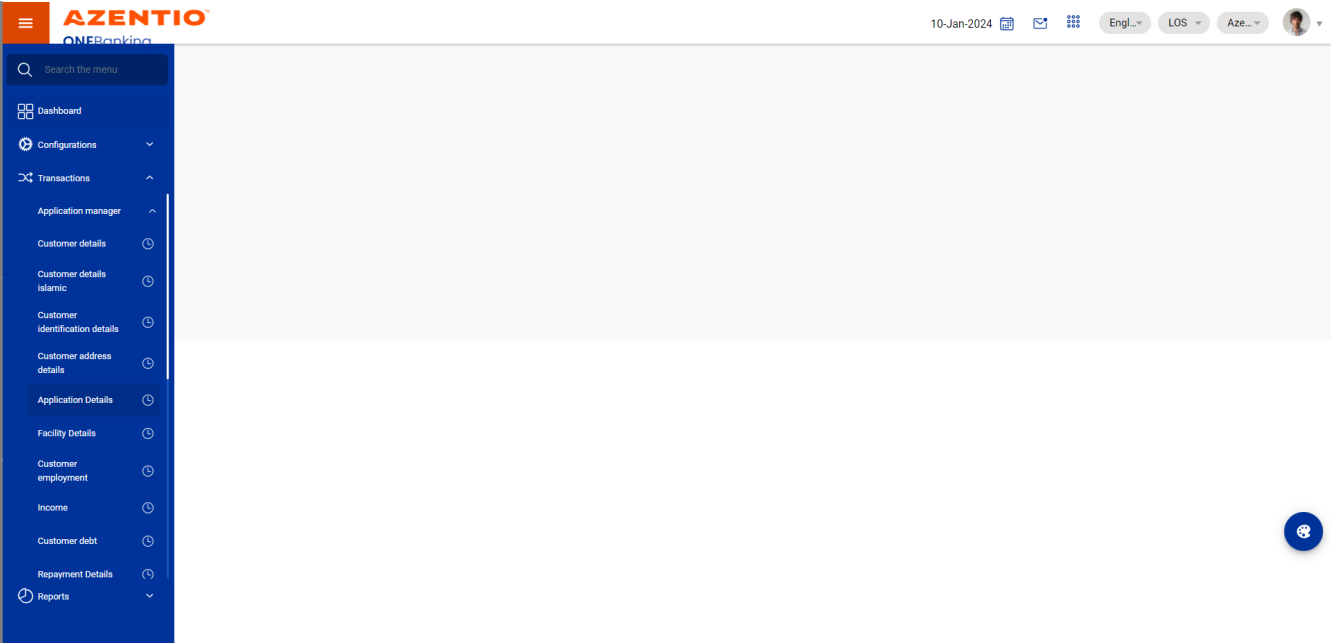 AZENTIO™
ONEBanking
10-Jan-2024
Engl...
LOS
Aze...
Search the menu
Dashboard
Configurations
Transactions
Application manager
Customer details
Customer details
islamic
Customer
identification details
Customer address
details
Application Details
Facility Details
Customer
employment
Income
Customer debt
Repayment Details
Reports